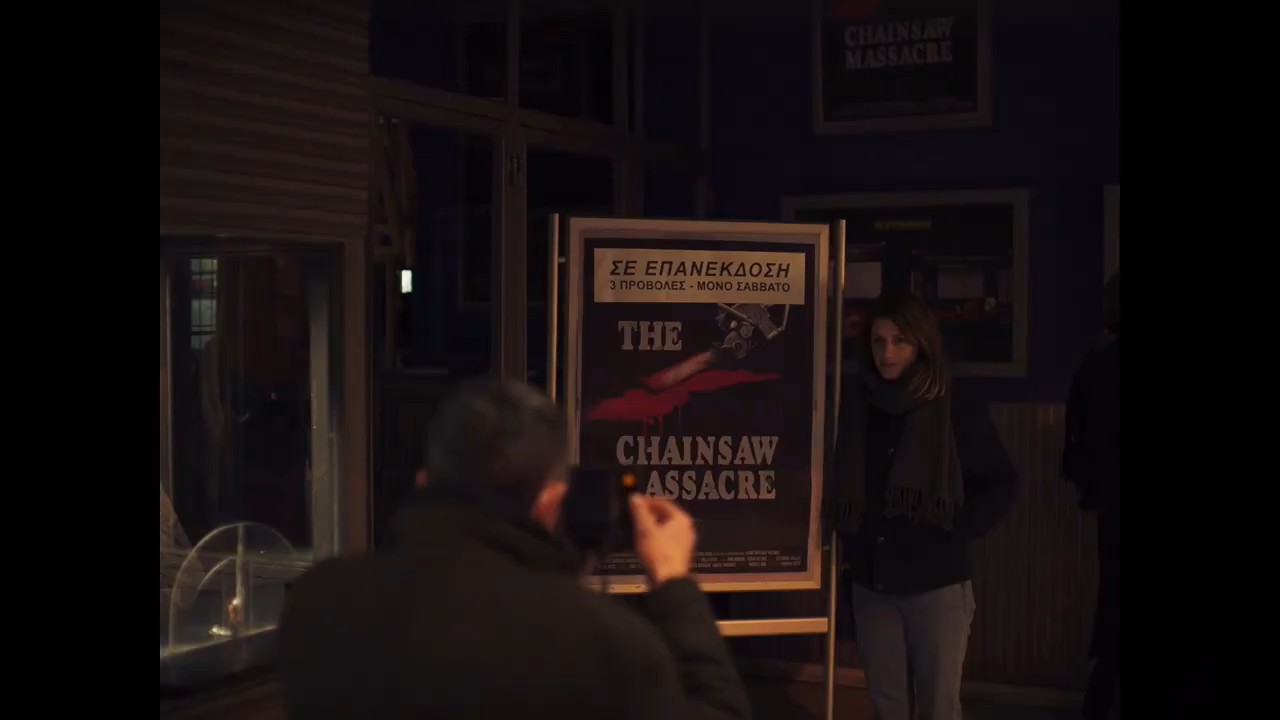 CHAINSAW
MASSACRE
ΣΕ ΕΠΑΝΕΚΔΟΣΗ
3 ΠΡΟΒΟΛΕΣ - ΜΟΝΟ ΣΑΒΒΑΤΟ
THE
CHAINSAW
ASSACRE